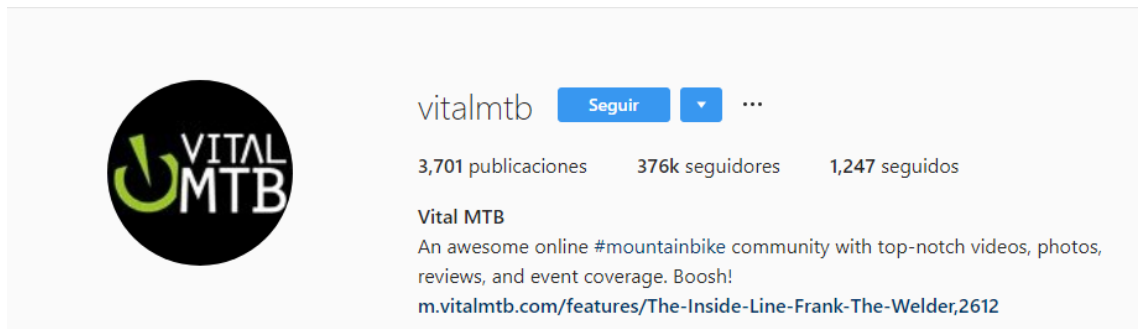 VITAL
MTB
vitalmtb Seguir ...
3,701 publicaciones 376k seguidores 1,247 seguidos
Vital MTB
An awesome online #mountainbike community with top-notch videos, photos,
reviews, and event coverage. Boosh!
m.vitalmtb.com/features/The-Inside-Line-Frank-The-Welder,2612